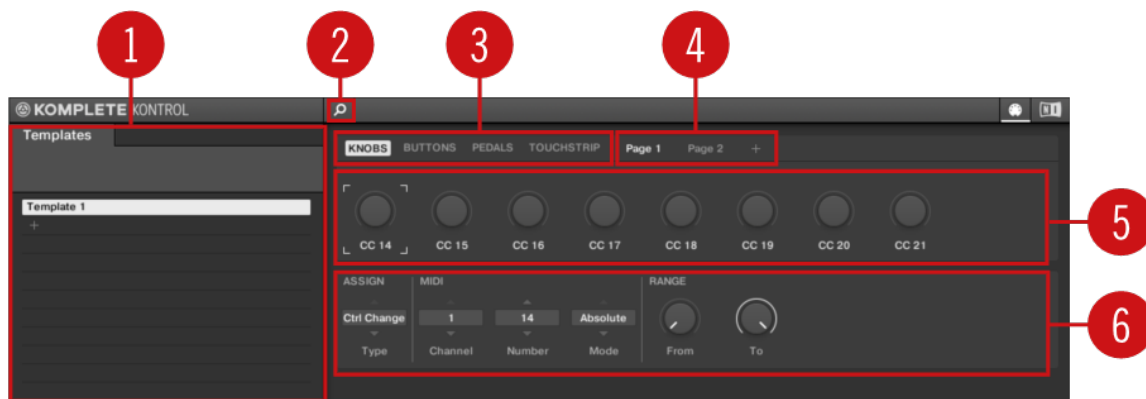 1
2
3
4
KOMPLETE KONTROL
Templates
KNOBS BUTTONS PEDALS TOUCHSTRIP Page 1 Page 2 +
Template 1
+
CC 14 CC 15 CC 16 CC 17 CC 18 CC 19 CC 20 CC 21
5
ASSIGN MIDI RANGE
Ctrl Change 1 14 Absolute
Type Channel Number Mode From To
6